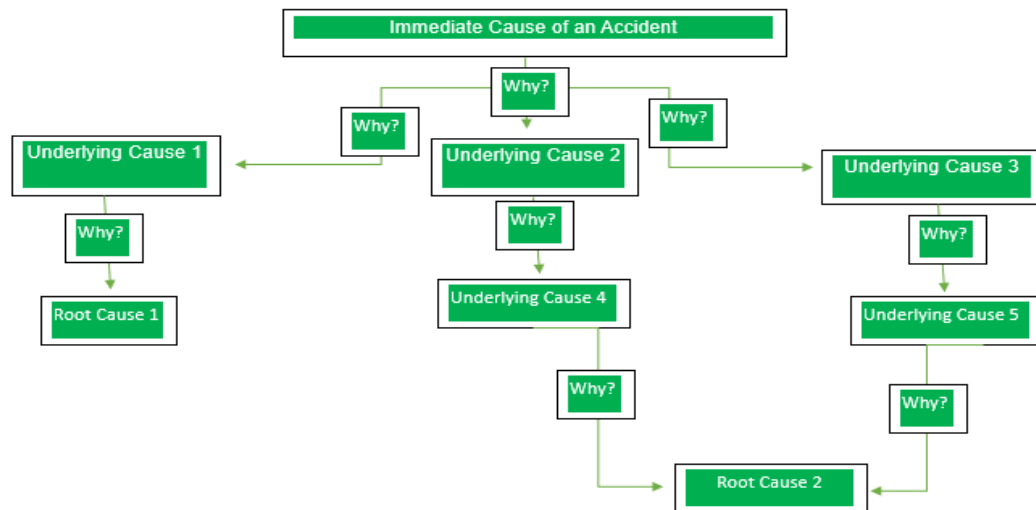 Immediate Cause of an Accident
Why?
Why?
Why?
Underlying Cause 1
Underlying Cause 2
Underlying Cause 3
Why?
Why?
Why?
Root Cause 1
Underlying Cause 4
Underlying Cause 5
Why?
Why?
Root Cause 2